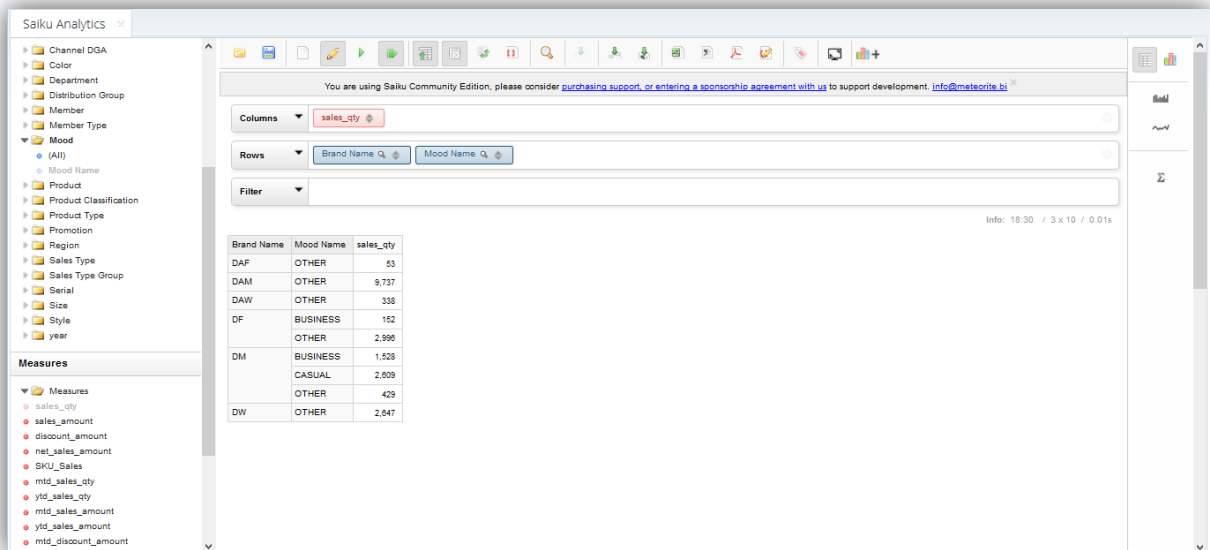 Saiku Analytics ×
Channel DGA
Color
Department
Distribution Group
Member
Member Type
Mood
(All)
Mood Name
Product
Product Classification
Product Type
Promotion
Region
Sales Type
Sales Type Group
Serial
Size
Style
year
Measures
Measures
sales_qty
sales_amount
discount_amount
net_sales_amount
SKU_Sales
mtd_sales_qty
ytd_sales_qty
mtd_sales_amount
ytd_sales_amount
mtd_discount_amount
You are using Saiku Community Edition, please consider purchasing support, or entering a sponsorship agreement with us to support development. info@meteorite.bi ×
Columns sales_qty
Rows Brand Name Mood Name
Filter
Info: 18:30 / 3 x 10 / 0.01s
Brand Name Mood Name sales_qty
DAF OTHER 53
DAM OTHER 9,737
DAW OTHER 338
DF BUSINESS 152
OTHER 2,996
DM BUSINESS 1,528
CASUAL 2,609
OTHER 429
DW OTHER 2,647
Σ